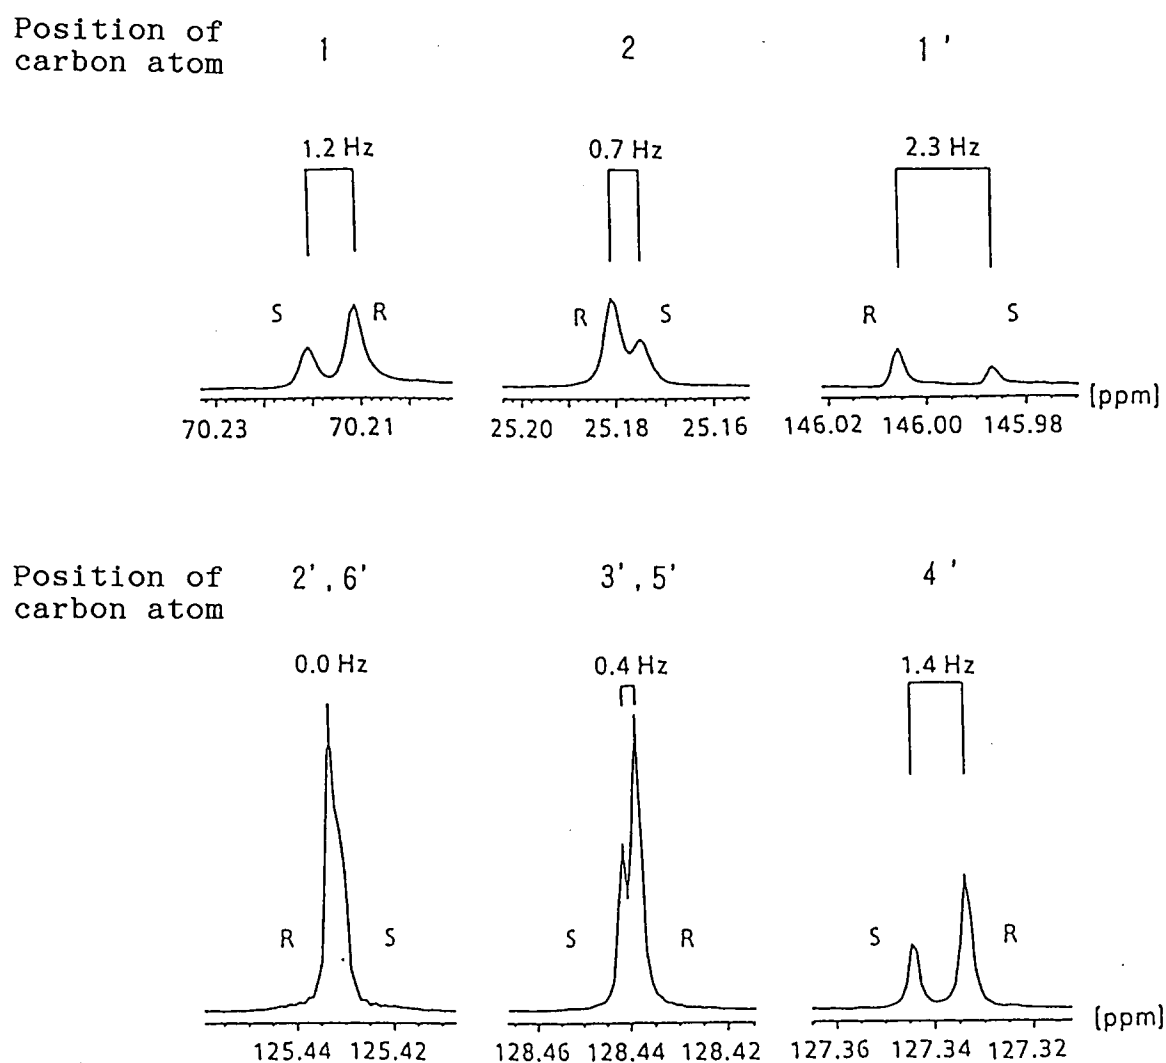 Position of carbon atom 1 2 1'
1.2 Hz 0.7 Hz 2.3 Hz
S R R S R S
70.23 70.21 25.20 25.18 25.16 146.02 146.00 145.98 [ppm]
Position of carbon atom 2',6' 3',5' 4'
0.0 Hz 0.4 Hz 1.4 Hz
R S S R S R
125.44 125.42 128.46 128.44 128.42 127.36 127.34 127.32 [ppm]